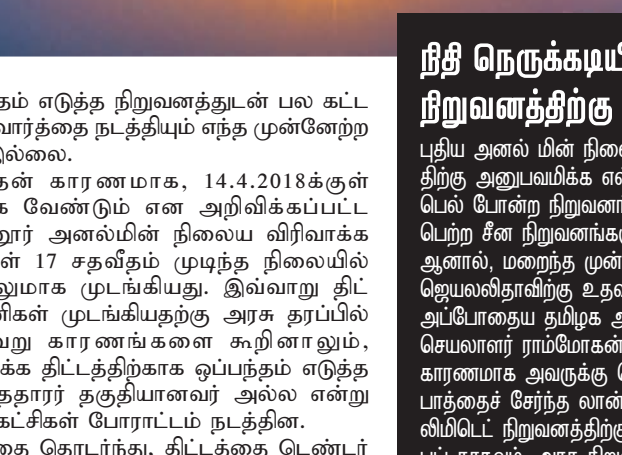 தம் எடுத்த நிறுவனத்துடன் பல கட்ட
வார்த்தை நடத்தியும் எந்த முன்னேற்ற
இல்லை.
தன் காரணமாக, 14.4.2018க்குள்
க வேண்டும் என அறிவிக்கப்பட்ட
னூர் அனல்மின் நிலைய விரிவாக்க
ள் 17 சதவீதம் முடிந்த நிலையில்
லுமாக முடங்கியது. இவ்வாறு திட்
ணிகள் முடங்கியதற்கு அரசு தரப்பில்
வறு காரணங்களை கூறினாலும்,
க்க திட்டத்திற்காக ஒப்பந்தம் எடுத்த
ததாரர் தகுதியானவர் அல்ல என்று
கட்சிகள் போராட்டம் நடத்தின.
தை தொடர்ந்து, திட்டத்தை டெண்டர்
நிதி நெருக்கடியி
நிறுவனத்திற்கு
புதிய அனல் மின் நிலை
திற்கு அனுபவமிக்க என
பெல் போன்ற நிறுவனா
பெற்ற சீன நிறுவனங்க
ஆனால், மறைந்த முன்
ஜெயலலிதாவிற்கு உதவ
அப்போதைய தமிழக அ
செயலாளர் ராம்மோகன்
காரணமாக அவருக்கு
பாத்தைச் சேர்ந்த லான்
லிமிடெட் நிறுவனத்திற்கு